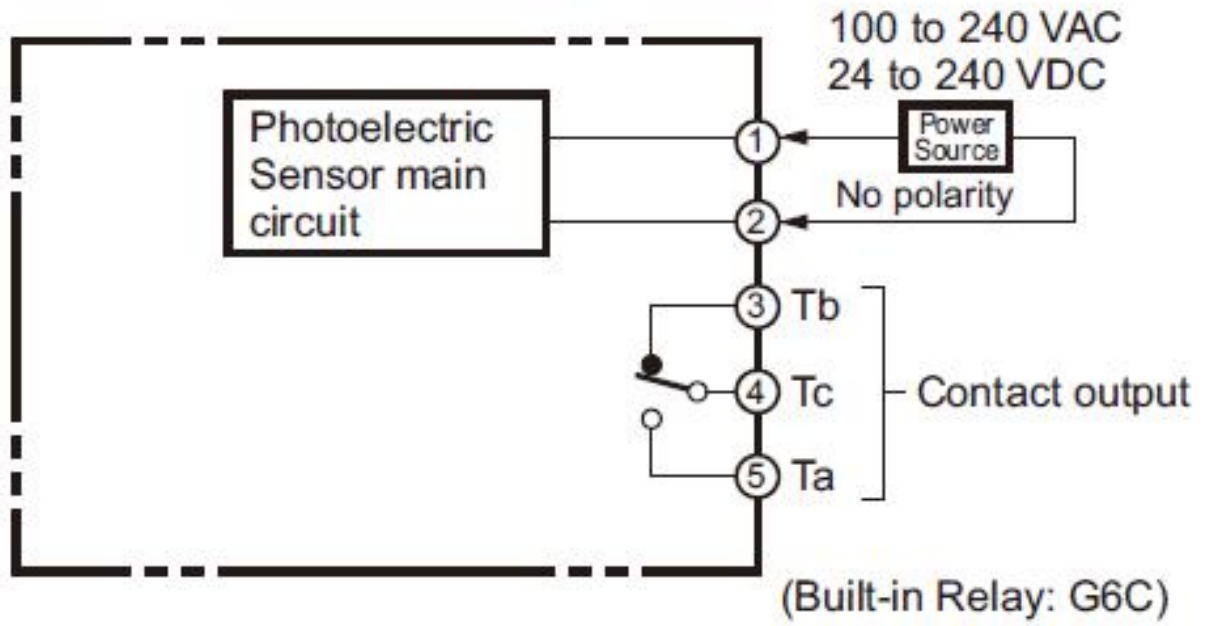 100 to 240 VAC
24 to 240 VDC
Photoelectric
Sensor main
circuit
1
Power
Source
No polarity
2
3 Tb
4 Tc
Contact output
5 Ta
(Built-in Relay: G6C)